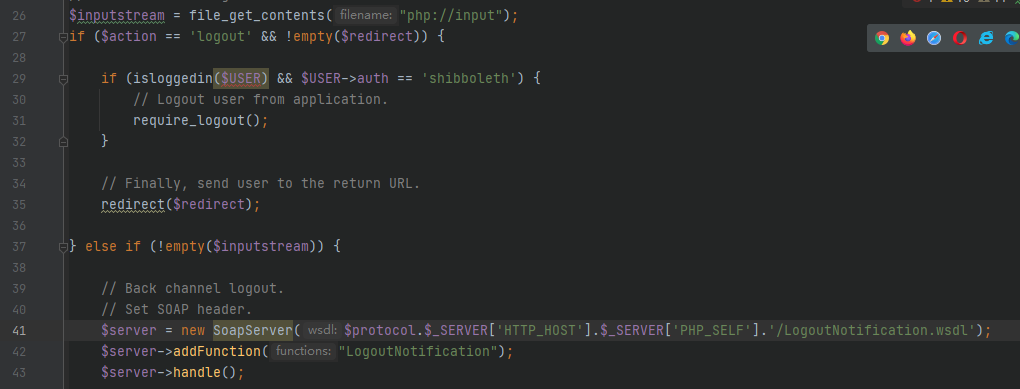 26 $inputstream = file_get_contents( filename: "php://input");
27 if ($action == 'logout' && !empty($redirect)) {
28
29 if (isloggedin($USER) && $USER->auth == 'shibboleth') {
30 // Logout user from application.
31 require_logout();
32 }
33
34 // Finally, send user to the return URL.
35 redirect($redirect);
36
37 } else if (!empty($inputstream)) {
38
39 // Back channel logout.
40 // Set SOAP header.
41 $server = new SoapServer( wsdl: $protocol.$_SERVER['HTTP_HOST'].$_SERVER['PHP_SELF'].'/LogoutNotification.wsdl');
42 $server->addFunction( functions: "LogoutNotification");
43 $server->handle();